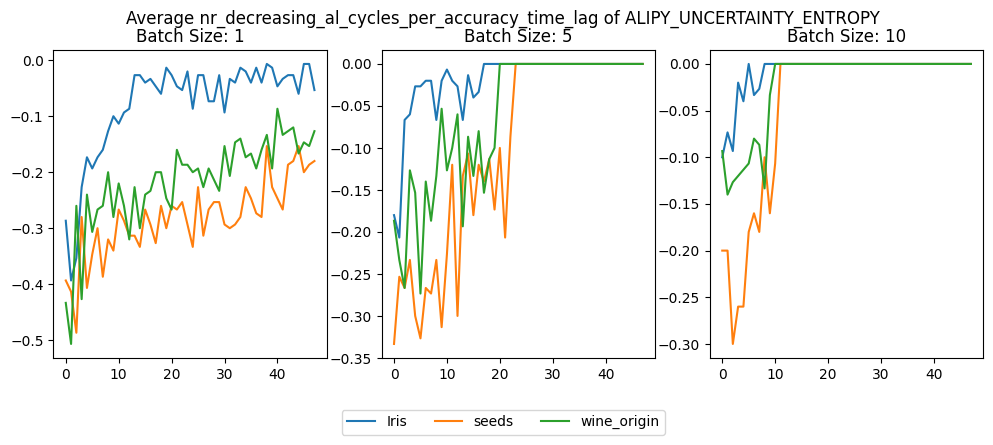 Average nr_decreasing_al_cycles_per_accuracy_time_lag of ALIPY_UNCERTAINTY_ENTROPY
Batch Size: 1
0.0
−0.1
−0.2
−0.3
−0.4
−0.5
0 10 20 30 40
Batch Size: 5
0.00
−0.05
−0.10
−0.15
−0.20
−0.25
−0.30
−0.35
0 10 20 30 40
Batch Size: 10
0.00
−0.05
−0.10
−0.15
−0.20
−0.25
−0.30
0 10 20 30 40
Iris seeds wine_origin